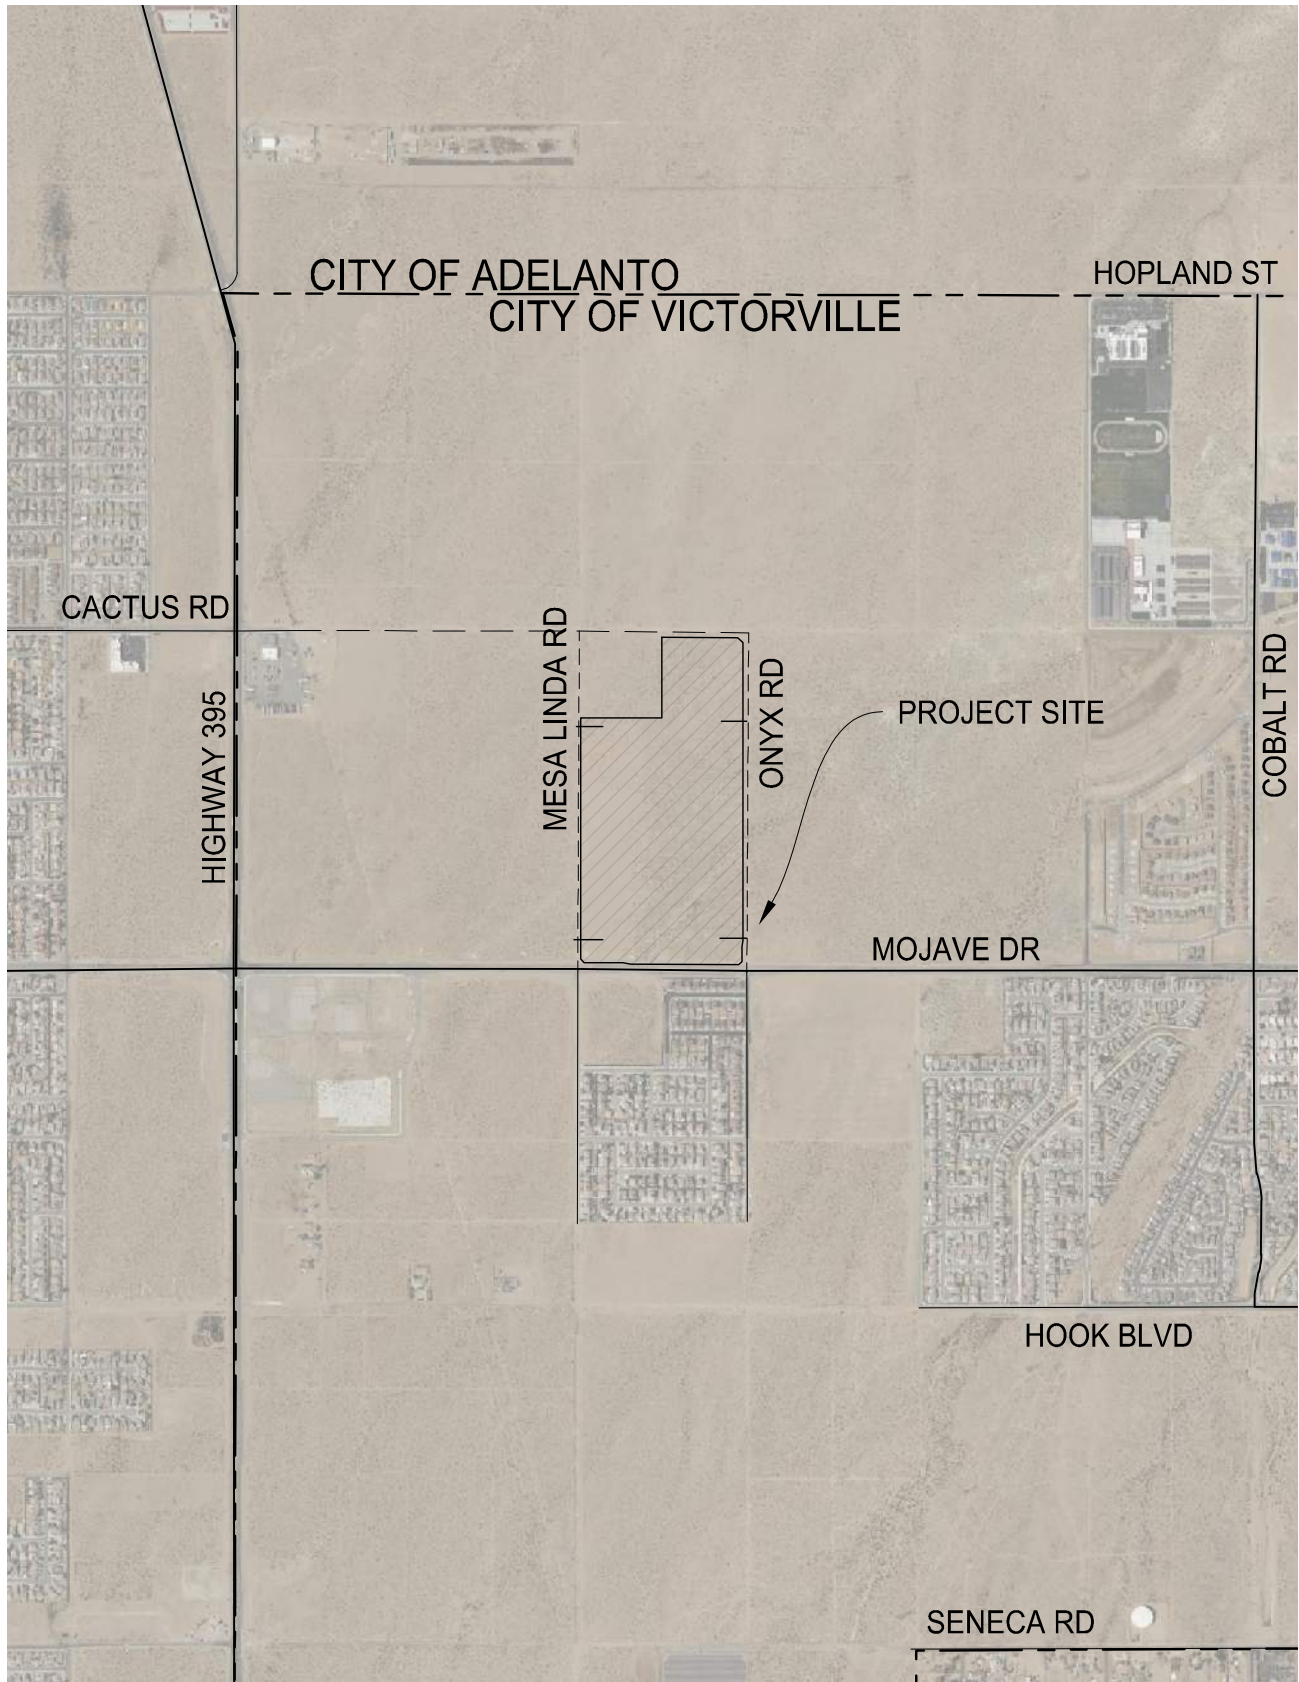 CITY OF ADELANTO
HOPLAND ST
CITY OF VICTORVILLE
CACTUS RD
MESA LINDA RD
ONYX RD
COBALT RD
HIGHWAY 395
PROJECT SITE
MOJAVE DR
HOOK BLVD
SENECA RD